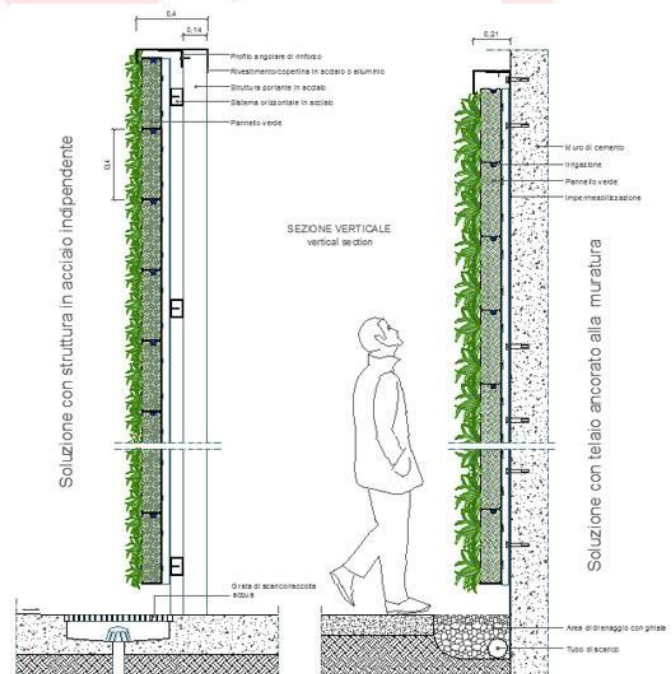 0,4
0,14
Profilo angolare di rinforzo
Rivestimento/copertina in acciaio o alluminio
Struttura portante in acciaio
Sistema orizzontale in acciaio
Pannello verde
0,4
Soluzione con struttura in acciaio indipendente
Grata di scarico/raccolta
acqua
SEZIONE VERTICALE
vertical section
0,21
Muro di cemento
Irrigazione
Pannello verde
Impermeabilizzazione
Soluzione con telaio ancorato alla muratura
Area di drenaggio con ghiaia
Tubo di scarico